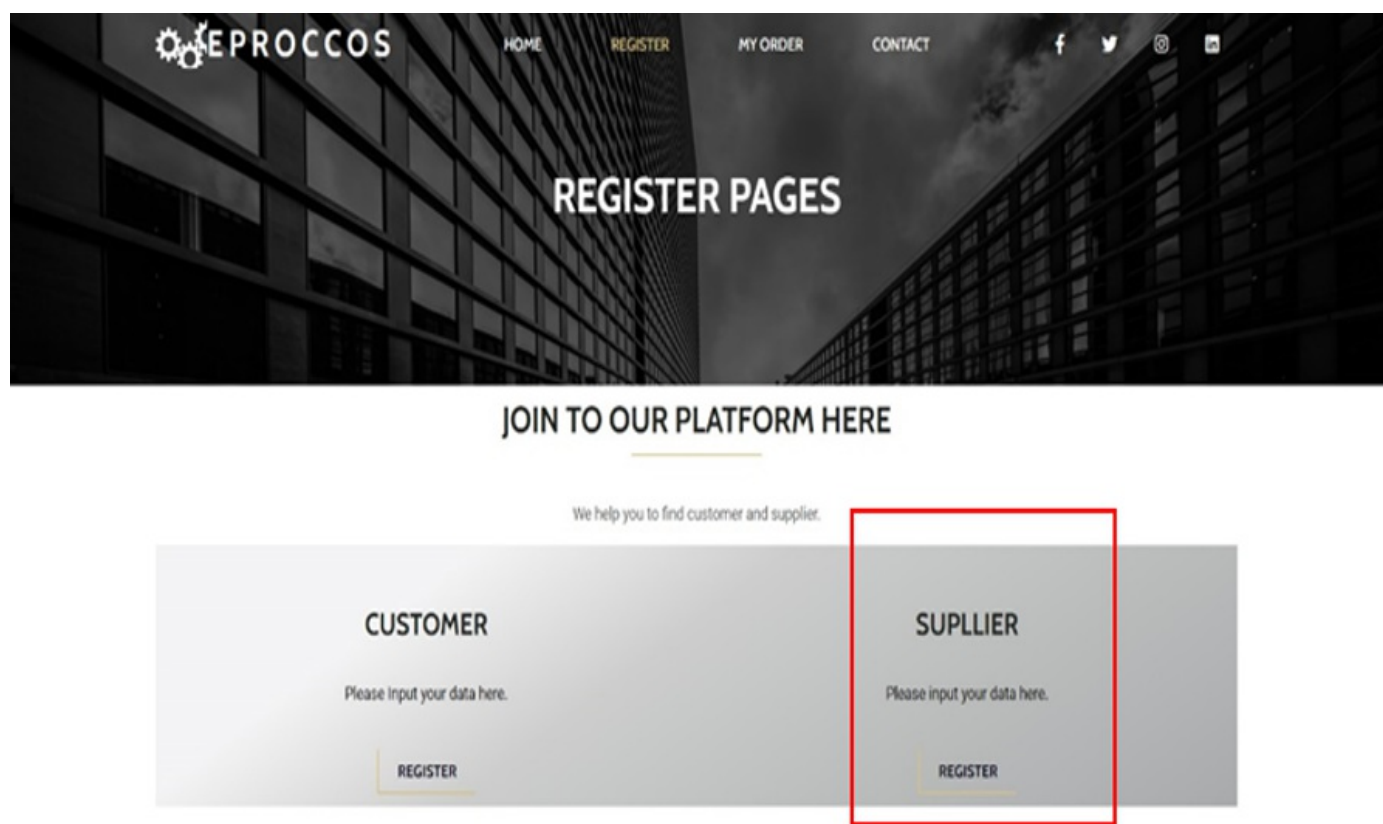 EPROCCOS HOME REGISTER MY ORDER CONTACT
REGISTER PAGES
JOIN TO OUR PLATFORM HERE
We help you to find customer and supplier.
CUSTOMER
Please Input your data here.
REGISTER
SUPLLIER
Please input your data here.
REGISTER